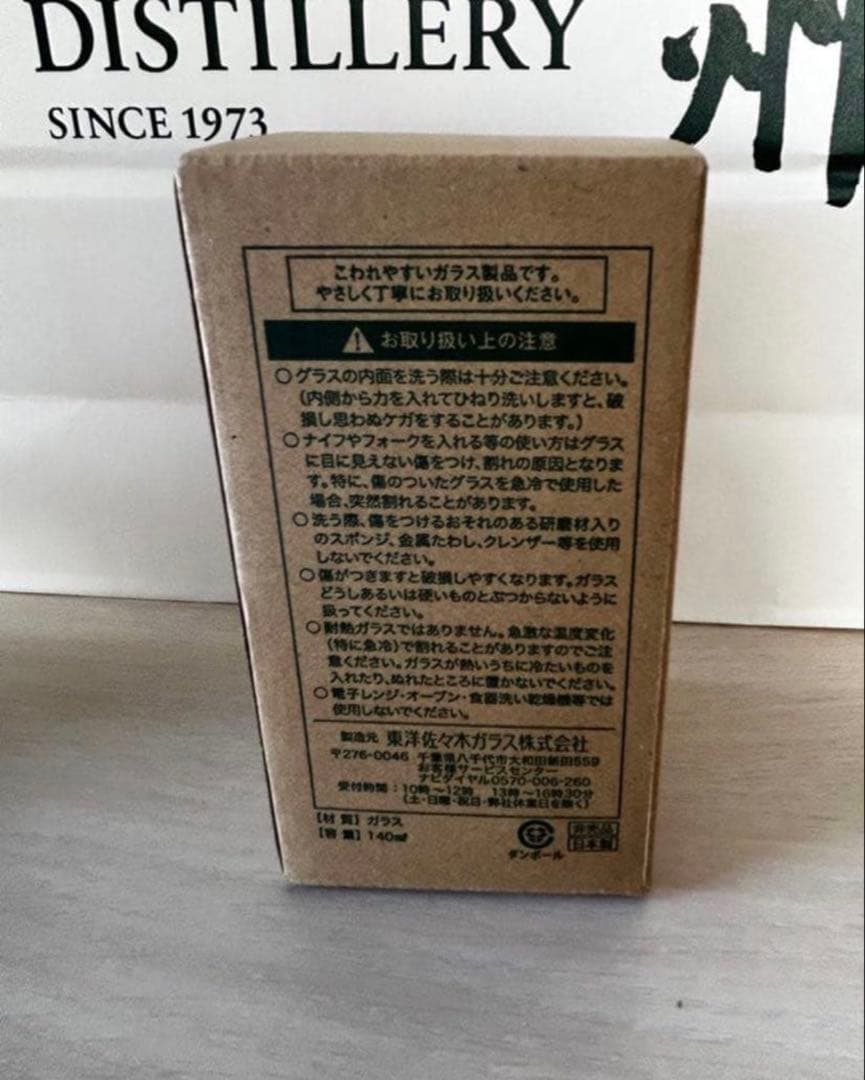 DISTILLERY
SINCE 1973
州
こわれやすいガラス製品です。
やさしく丁寧にお取り扱いください。
お取り扱い上の注意
○グラスの内面を洗う際は十分ご注意ください。
(内側から力を入れてひねり洗いしますと、破
損し思わぬケガをすることがあります。)
○ナイフやフォークを入れる等の使い方はグラス
に目に見えない傷をつけ、割れの原因となりま
す。特に、傷のついたグラスを急冷で使用した
場合、突然割れることがあります。
○洗う際、傷をつけるおそれのある研磨材入り
のスポンジ、金属たわし、クレンザー等を使用
しないでください。
○傷がつきますと破損しやすくなります。ガラス
どうしあるいは硬いものとぶつからないように
扱ってください。
○耐熱ガラスではありません。急激な温度変化
(特に急冷)で割れることがありますのでご注
意ください。ガラスが熱いうちに冷たいものを
入れたり、ぬれたところに置かないでください。
○電子レンジ・オーブン・食器洗い乾燥機等では
使用しないでください。
製造元 東洋佐々木ガラス株式会社
〒276-0046 千葉県八千代市大和田新田559
お客様サービスセンター
ナビダイヤル0570-006-260
受付時間:10時~12時 13時~16時30分
(土・日曜・祝日・弊社休業日を除く)
【材 質】ガラス
【容 量】140㎖
ダンボール
非売品
日本製